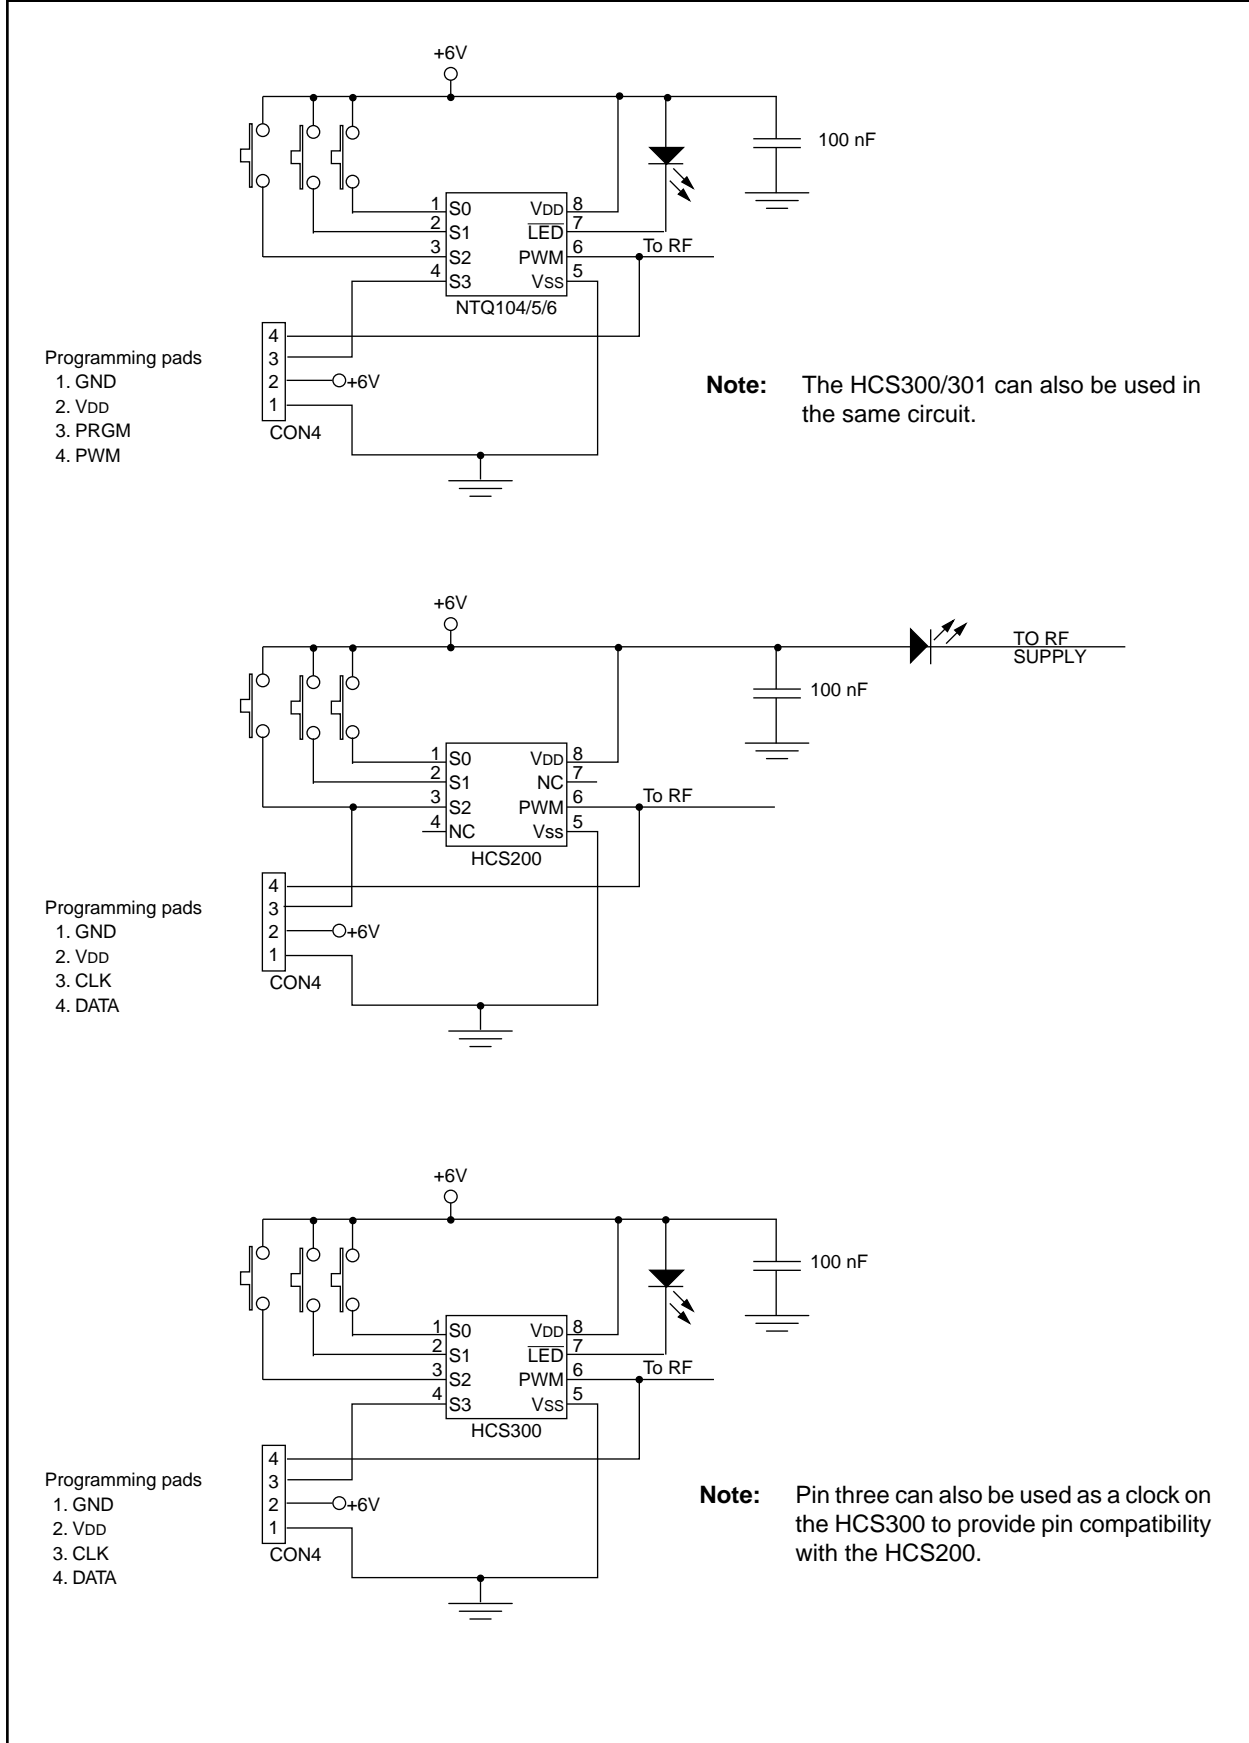 +6V
100 nF
1 S0 VDD 8
2 S1 LED 7
3 S2 PWM 6 To RF
4 S3 VSS 5
NTQ104/5/6
4
3
2 +6V
1
CON4
Programming pads
1. GND
2. VDD
3. PRGM
4. PWM
Note: The HCS300/301 can also be used in
the same circuit.
+6V
TO RF
SUPPLY
100 nF
1 S0 VDD 8
2 S1 NC 7
3 S2 PWM 6 To RF
4 NC Vss 5
HCS200
4
3
2 +6V
1
CON4
Programming pads
1. GND
2. VDD
3. CLK
4. DATA
+6V
100 nF
1 S0 VDD 8
2 S1 LED 7
3 S2 PWM 6 To RF
4 S3 VSS 5
HCS300
4
3
2 +6V
1
CON4
Programming pads
1. GND
2. VDD
3. CLK
4. DATA
Note: Pin three can also be used as a clock on
the HCS300 to provide pin compatibility
with the HCS200.